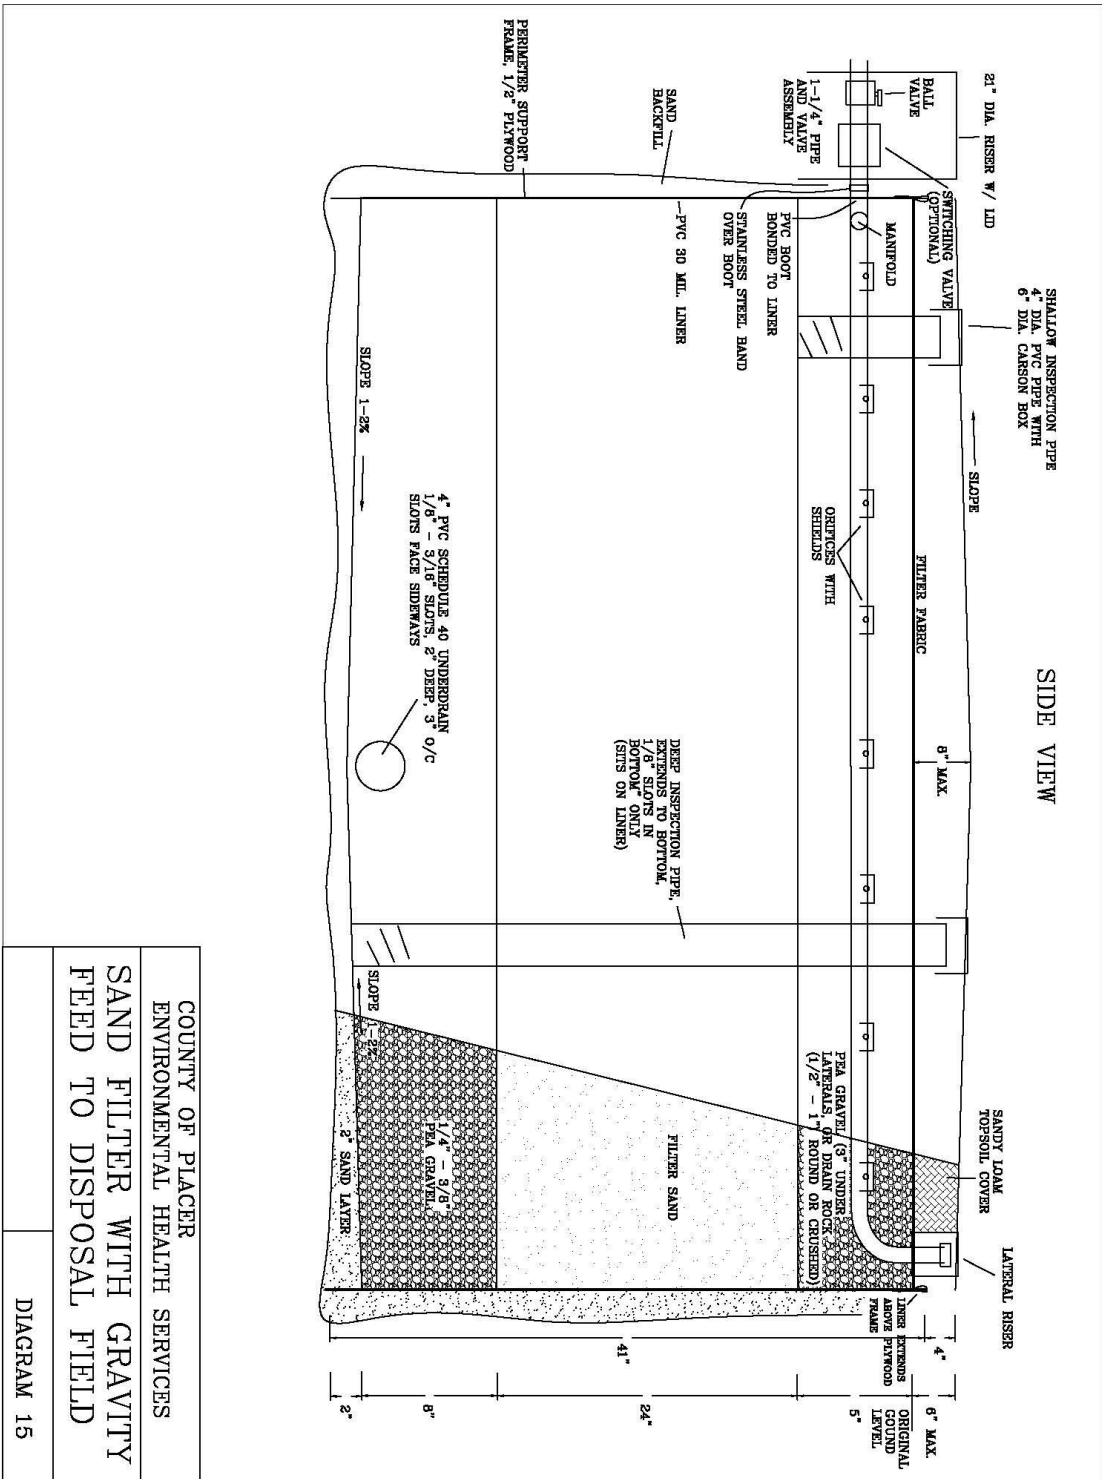 SIDE VIEW
21" DIA. RISER W/ LID
BALL
VALVE
1-1/4" PIPE
AND VALVE
ASSEMBLY
SWITCHING VALVE
(OPTIONAL)
SHALLOW INSPECTION PIPE
4" DIA. PVC PIPE WITH
6" DIA. CARSON BOX
SLOPE
8" MAX.
SANDY LOAM
TOPSOIL COVER
LATERAL RISER
4"
6" MAX.
ORIGINAL
GOUND
LEVEL
MANIFOLD
FILTER FABRIC
PVC BOOT
BONDED TO LINER
STAINLESS STEEL BAND
OVER BOOT
ORIFICES WITH
SHIELDS
PEA GRAVEL (3" UNDER
LATERALS, OR DRAIN ROCK
(1/2" - 1") ROUND OR CRUSHED)
LINER EXTENDS
ABOVE PLYWOOD
FRAME
5"
SAND
BACKFILL
PVC 30 MIL. LINER
DEEP INSPECTION PIPE,
EXTENDS TO BOTTOM,
1/8" SLOTS IN
BOTTOM" ONLY
(SITS ON LINER)
FILTER SAND
41"
24"
PERIMETER SUPPORT
FRAME, 1/2" PLYWOOD
4" PVC SCHEDULE 40 UNDERDRAIN
1/8" - 3/16" SLOTS, 2" DEEP, 3" O/C
SLOTS FACE SIDEWAYS
1/4" - 3/8"
PEA GRAVEL
8"
SLOPE 1-2%
SLOPE 1-2%
2" SAND LAYER
2"
COUNTY OF PLACER
ENVIRONMENTAL HEALTH SERVICES
SAND FILTER WITH GRAVITY
FEED TO DISPOSAL FIELD
DIAGRAM 15